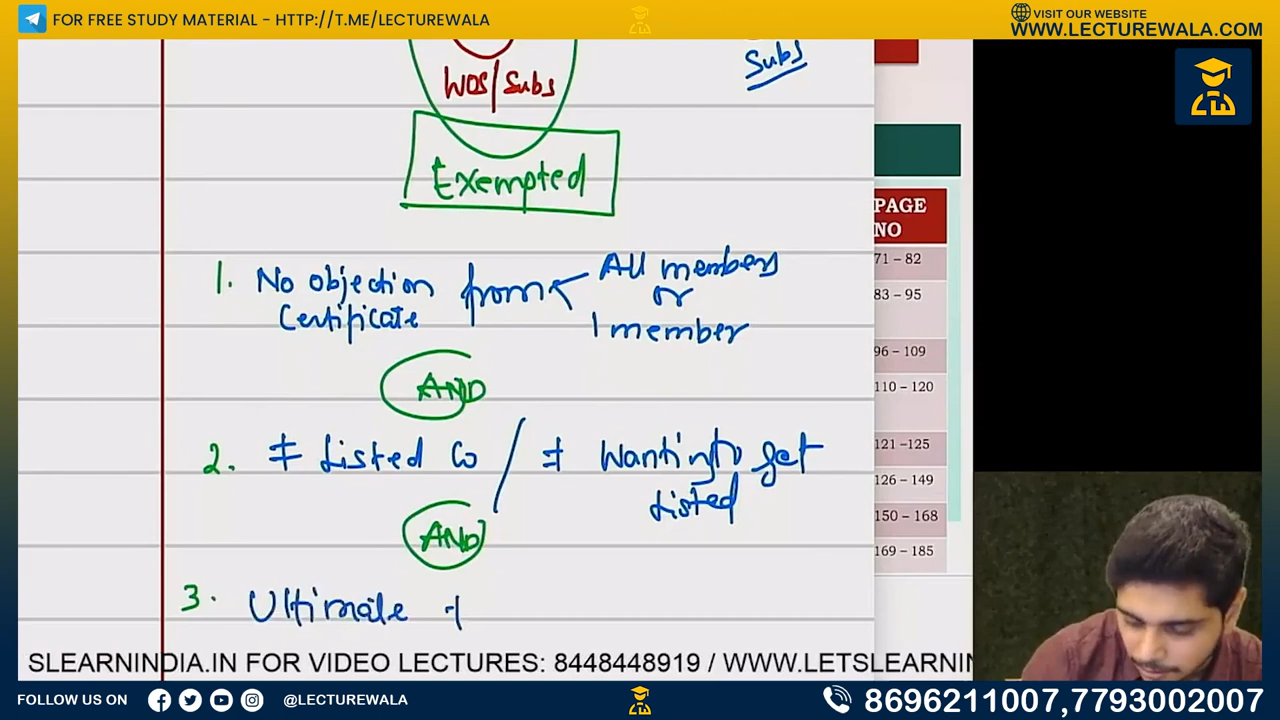 FOR FREE STUDY MATERIAL - HTTP://T.ME/LECTUREWALA
VISIT OUR WEBSITE
WWW.LECTUREWALA.COM
Subs
WOS/Subs
Exempted
PAGE
NO
71 – 82
83 – 95
96 – 109
110 – 120
121 –125
126 – 149
150 – 168
169 – 185
1. No objection from All members
Certificate or
1 member
AND
2. ≠ Listed Co / ≠ Wanting to get
Listed
AND
3. Ultimate
SLEARNINDIA.IN FOR VIDEO LECTURES: 8448448919 / WWW.LETSLEARNIN
FOLLOW US ON @LECTUREWALA 8696211007,7793002007